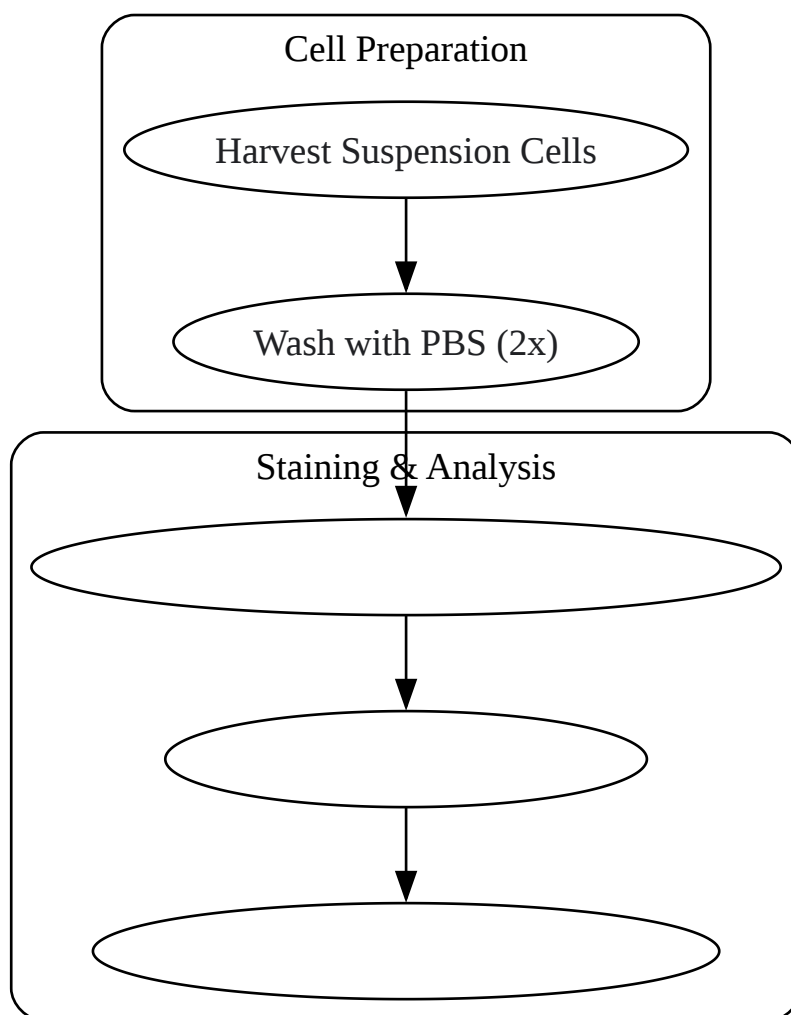 Cell Preparation
Harvest Suspension Cells
Wash with PBS (2x)
Staining & Analysis